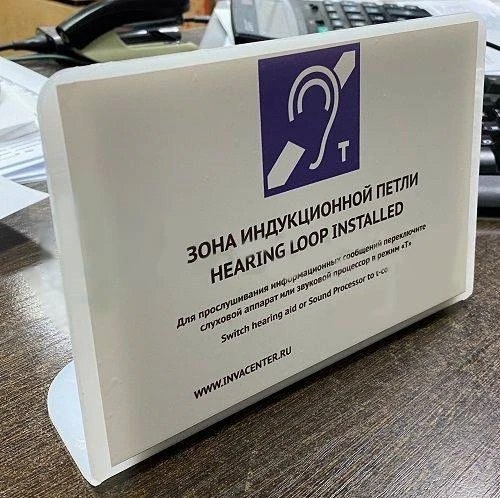 T
ЗОНА ИНДУКЦИОННОЙ ПЕТЛИ
HEARING LOOP INSTALLED
Для прослушивания информационных сообщений переключите
слуховой аппарат или звуковой процессор в режим «Т»
Switch hearing aid or Sound Processor to t-co
WWW.INVACENTER.RU